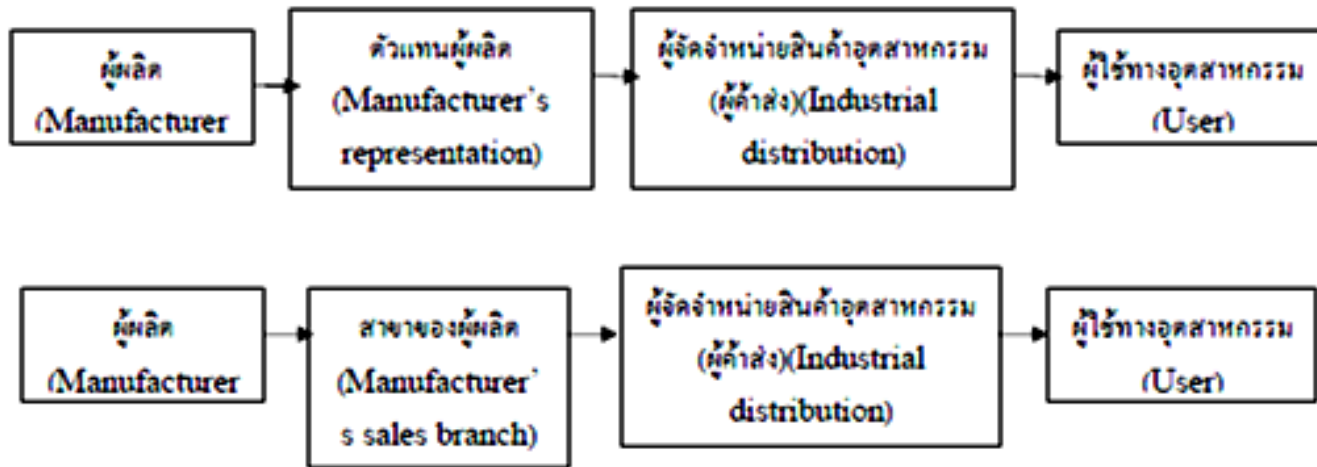 ผู้ผลิต
(Manufacturer
ตัวแทนผู้ผลิต
(Manufacturer's
representation)
ผู้จัดจำหน่ายสินค้าอุตสาหกรรม
(ผู้ค้าส่ง)(Industrial
distribution)
ผู้ใช้ทางอุตสาหกรรม
(User)
ผู้ผลิต
(Manufacturer
สาขาของผู้ผลิต
(Manufacturer'
s sales branch)
ผู้จัดจำหน่ายสินค้าอุตสาหกรรม
(ผู้ค้าส่ง)(Industrial
distribution)
ผู้ใช้ทางอุตสาหกรรม
(User)